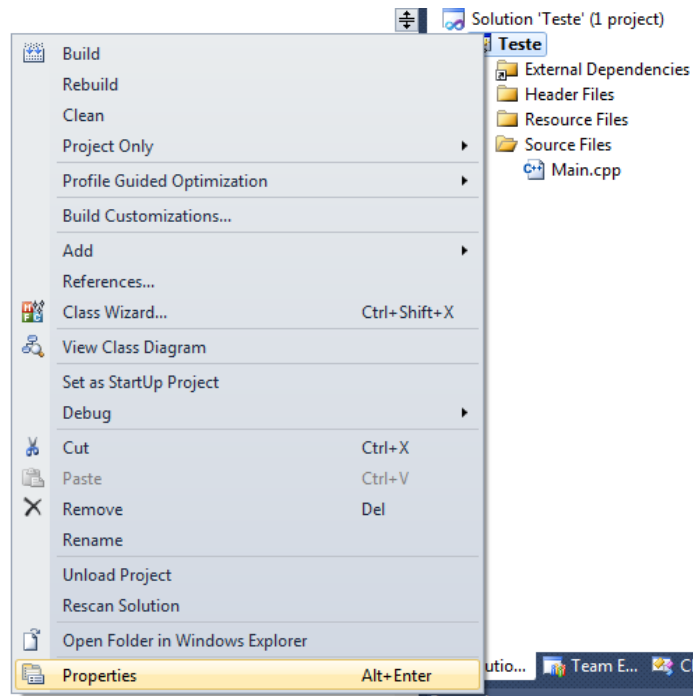 Solution 'Teste' (1 project)
Teste
External Dependencies
Header Files
Resource Files
Source Files
Main.cpp
Build
Rebuild
Clean
Project Only
Profile Guided Optimization
Build Customizations...
Add
References...
Class Wizard... Ctrl+Shift+X
View Class Diagram
Set as StartUp Project
Debug
Cut Ctrl+X
Paste Ctrl+V
Remove Del
Rename
Unload Project
Rescan Solution
Open Folder in Windows Explorer
Properties Alt+Enter
utio... Team E... Cl